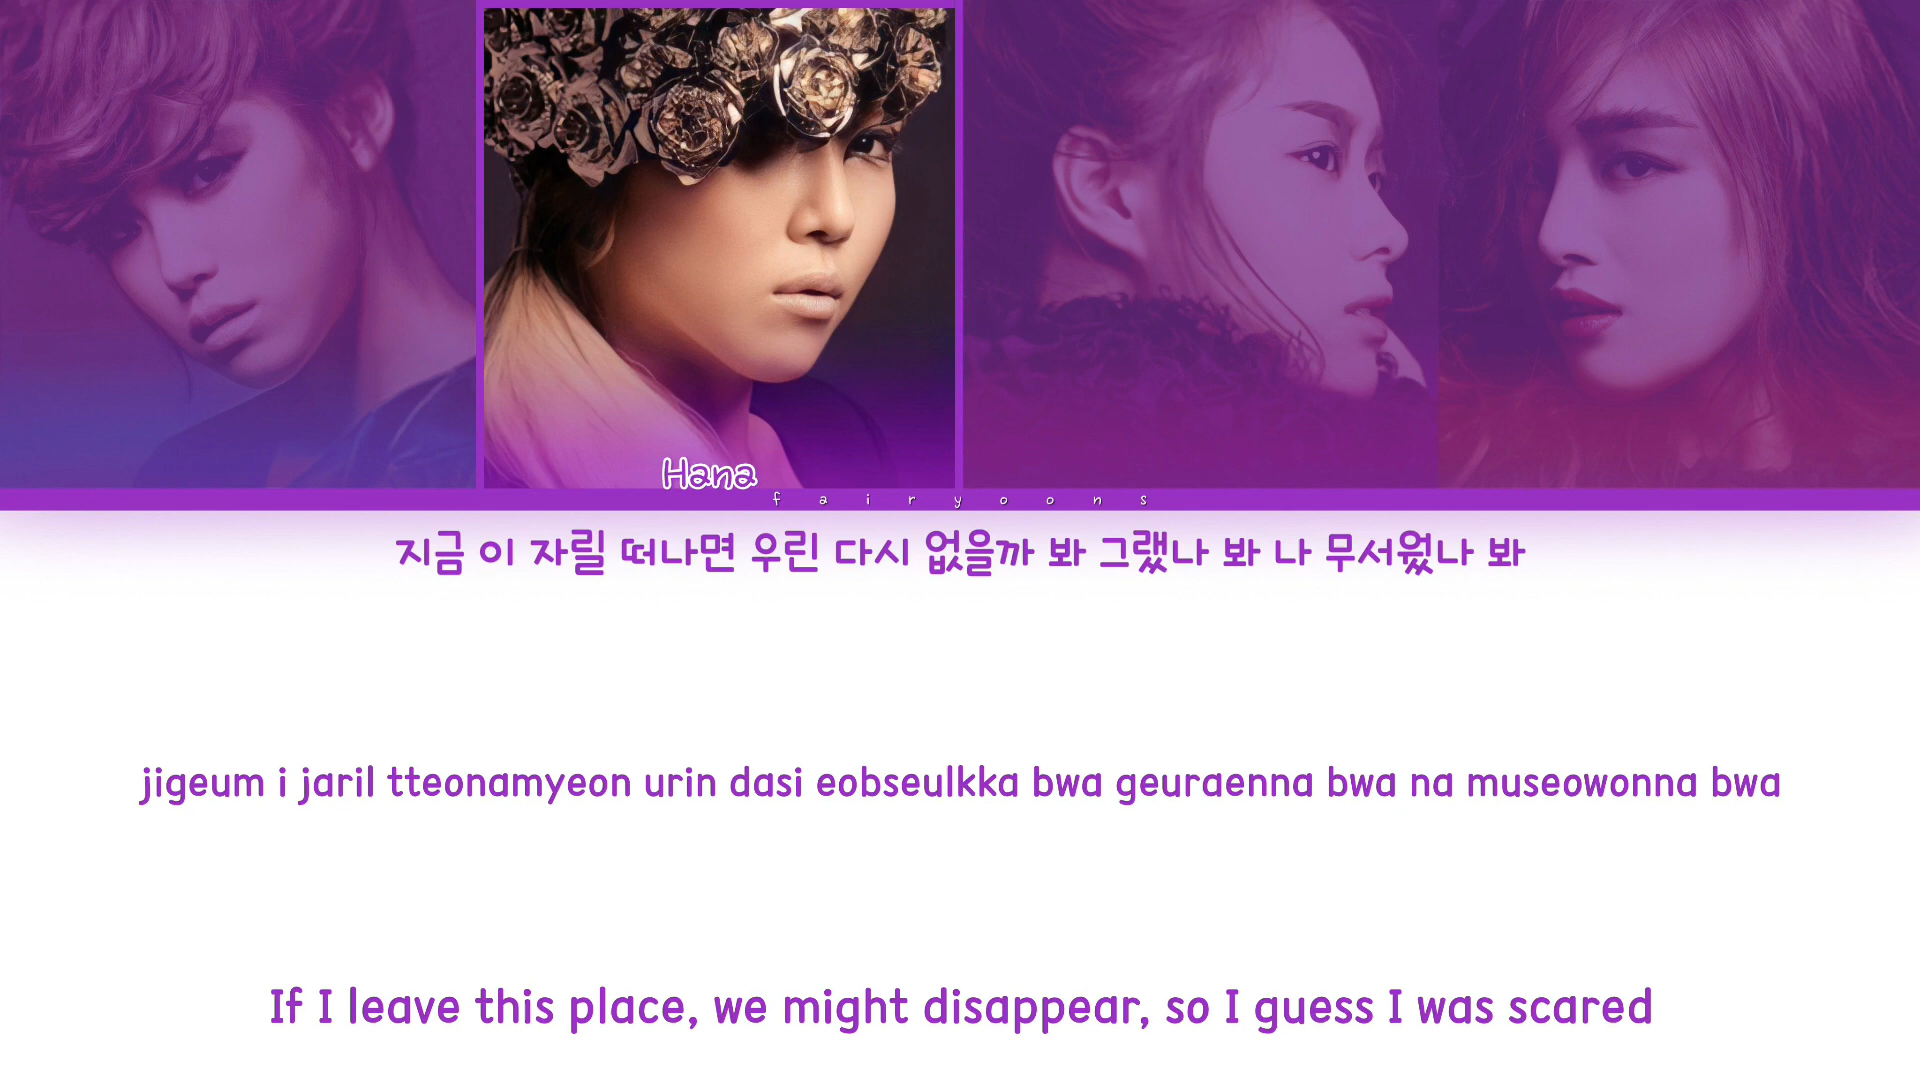 Hana
fairyoons
지금 이 자릴 떠나면 우린 다시 없을까 봐 그랬나 봐 나 무서웠나 봐
jigeum i jaril tteonamyeon urin dasi eobseulkka bwa geuraenna bwa na museowonna bwa
If I leave this place, we might disappear, so I guess I was scared